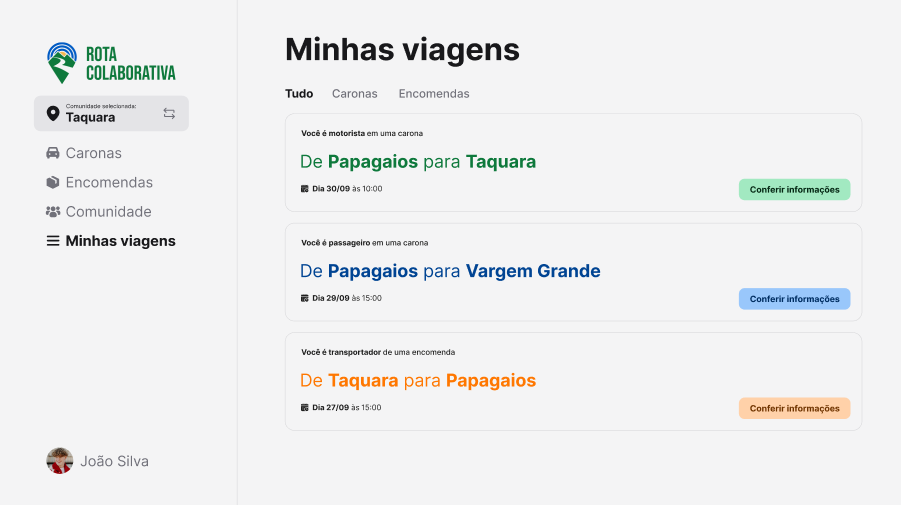 ROTA
COLABORATIVA
Comunidade selecionada:
Taquara
Caronas
Encomendas
Comunidade
Minhas viagens
João Silva
Minhas viagens
Tudo Caronas Encomendas
Você é motorista em uma carona
De Papagaios para Taquara
Dia 30/09 às 10:00
Conferir informações
Você é passageiro em uma carona
De Papagaios para Vargem Grande
Dia 29/09 às 15:00
Conferir informações
Você é transportador de uma encomenda
De Taquara para Papagaios
Dia 27/09 às 15:00
Conferir informações